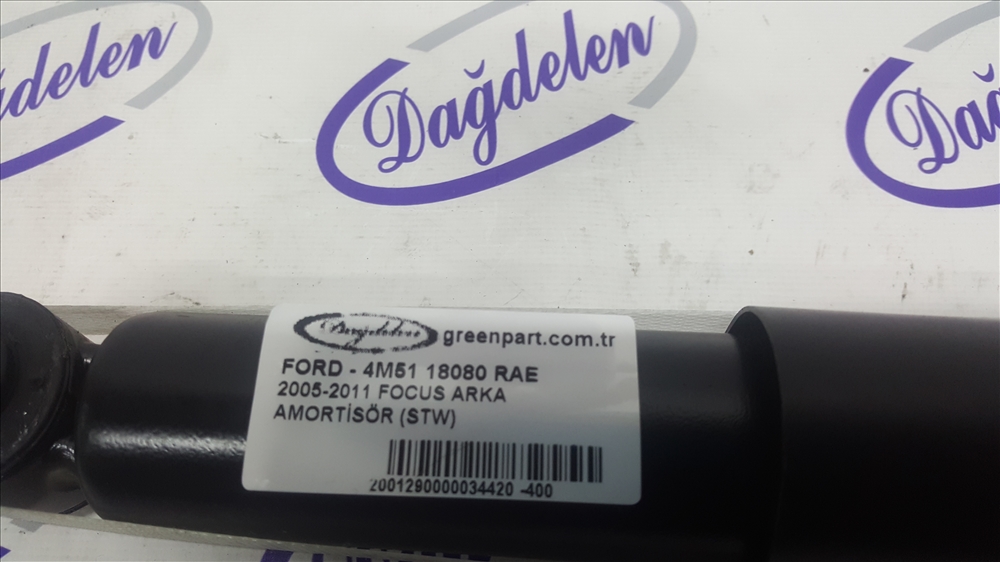 Dağdelen
Dağdelen
Dağ
Dağdelen greenpart.com.tr
FORD - 4M51 18080 RAE
2005-2011 FOCUS ARKA
AMORTİSÖR (STW)
2001290000034420 -400